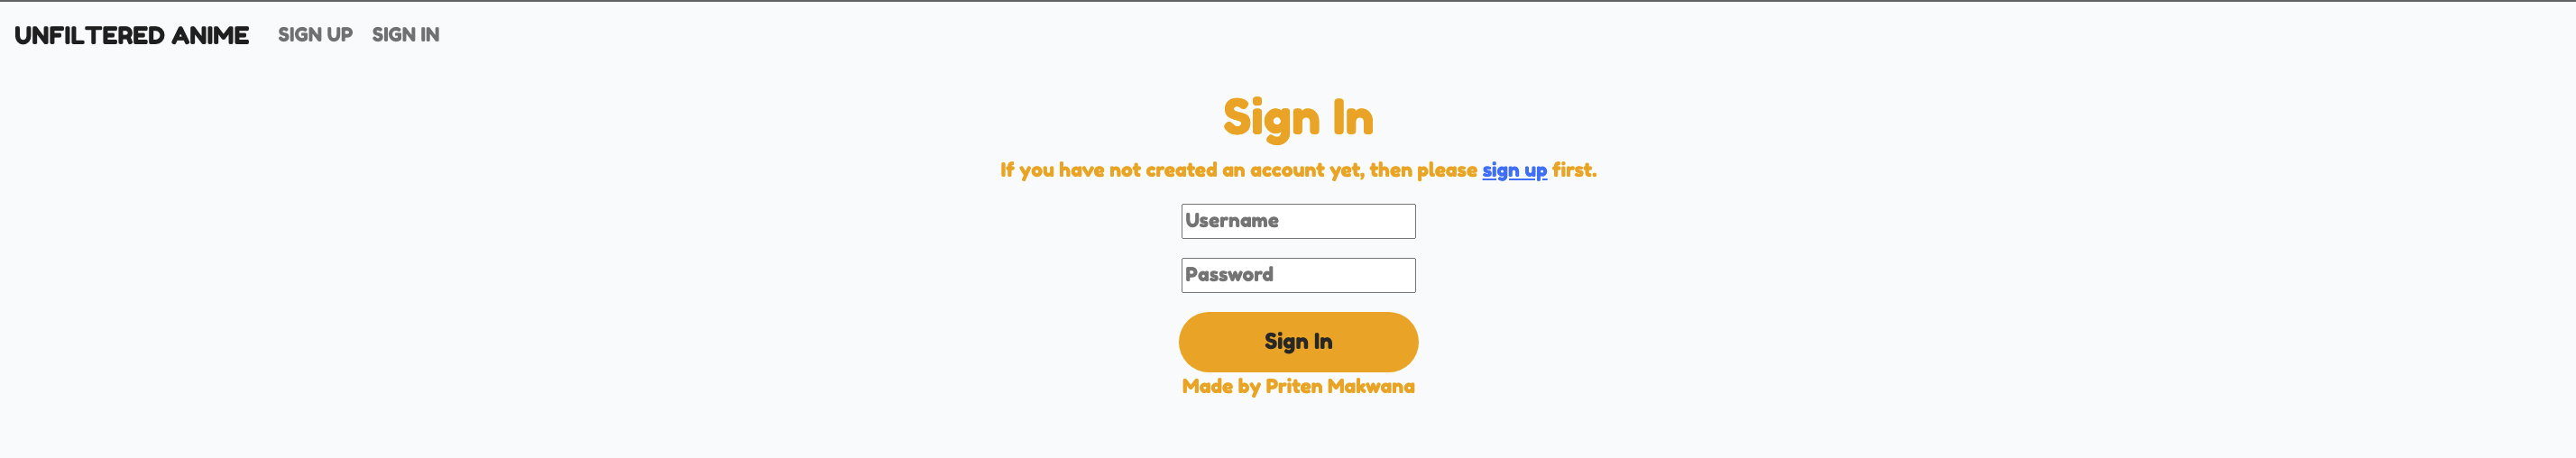 UNFILTERED ANIME SIGN UP SIGN IN
Sign In
If you have not created an account yet, then please sign up first.
Username
Password
Sign In
Made by Priten Makwana